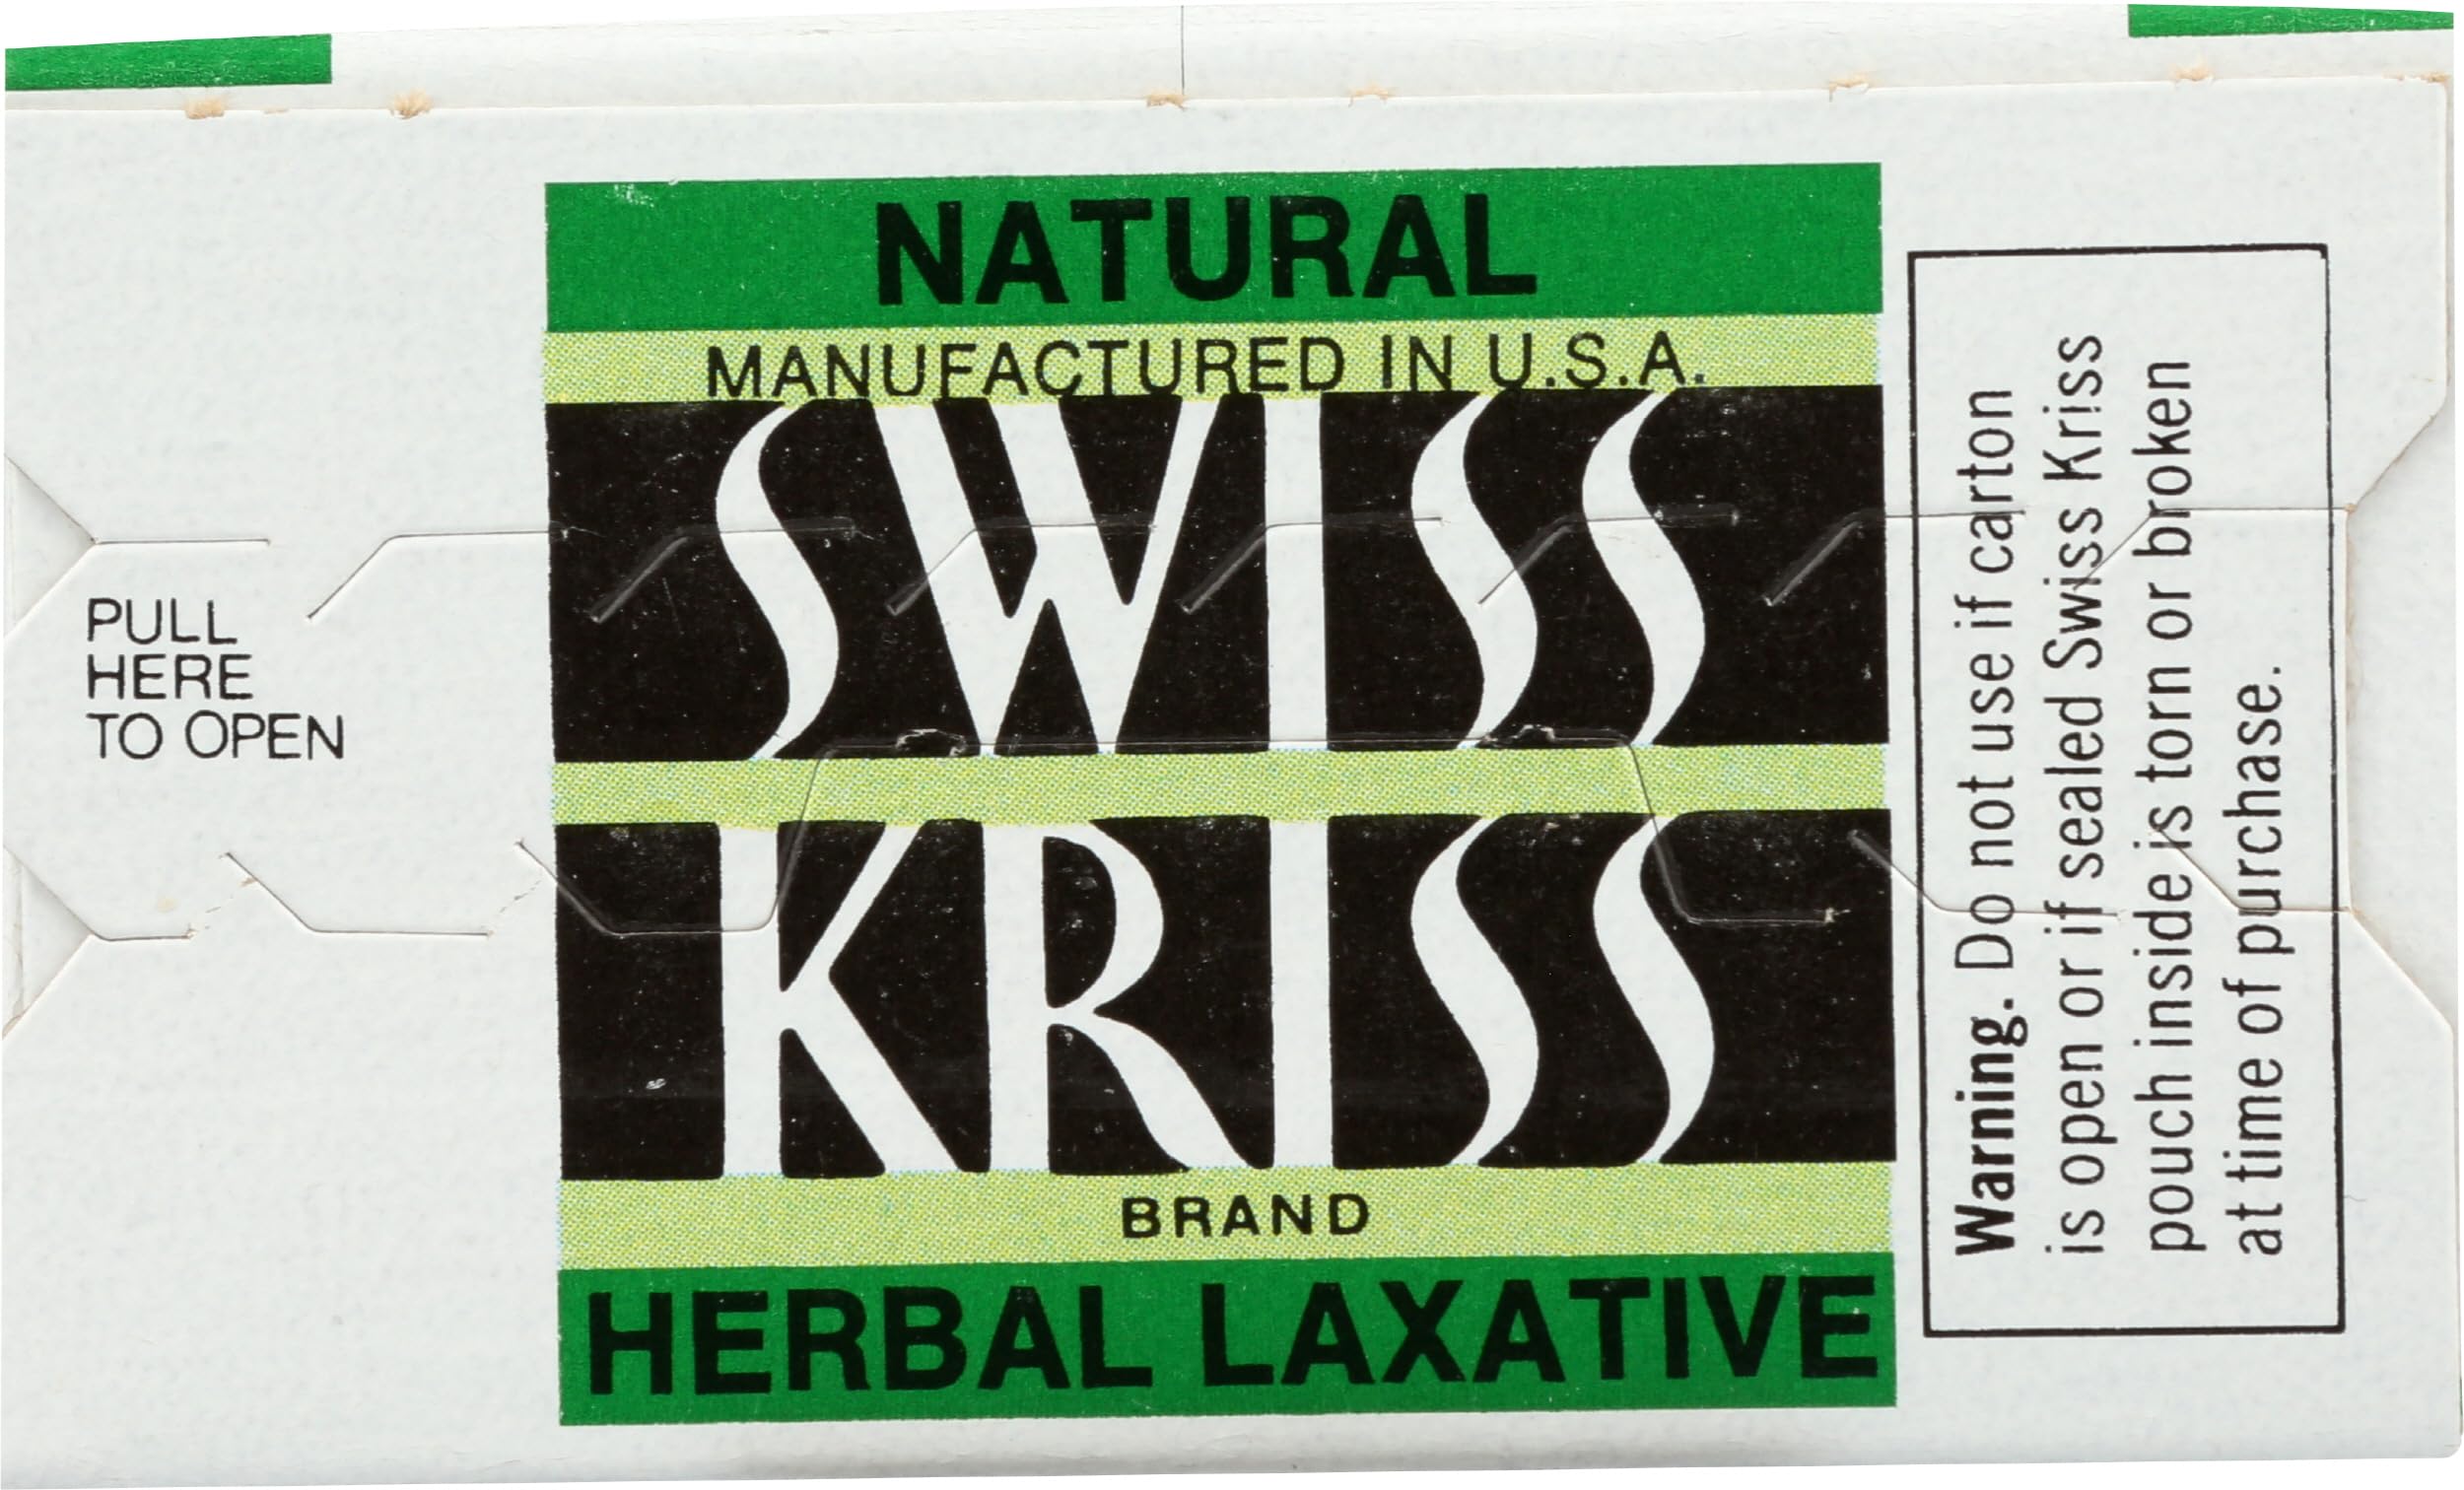 NATURAL
MANUFACTURED IN U.S.A.
SWISS
KRISS
BRAND
HERBAL LAXATIVE
PULL
HERE
TO OPEN
Warning. Do not use if carton
is open or if sealed Swiss Kriss
pouch inside is torn or broken
at time of purchase.